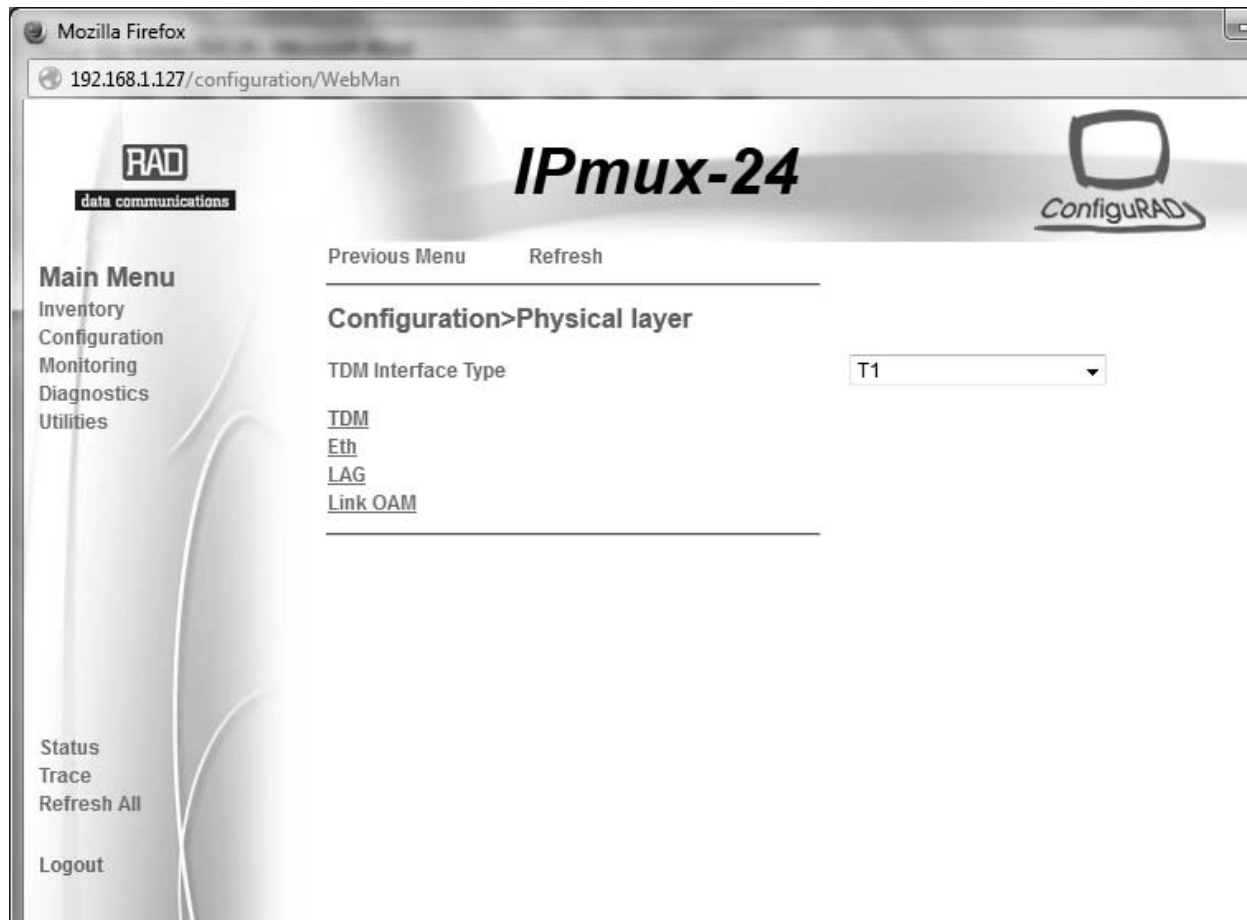 Mozilla Firefox
192.168.1.127/configuration/WebMan
RAD
data communications
IPmux-24
ConfiguRAD
Previous Menu Refresh
Main Menu
Inventory
Configuration
Monitoring
Diagnostics
Utilities
Status
Trace
Refresh All
Logout
Configuration>Physical layer
TDM Interface Type T1
TDM
Eth
LAG
Link OAM